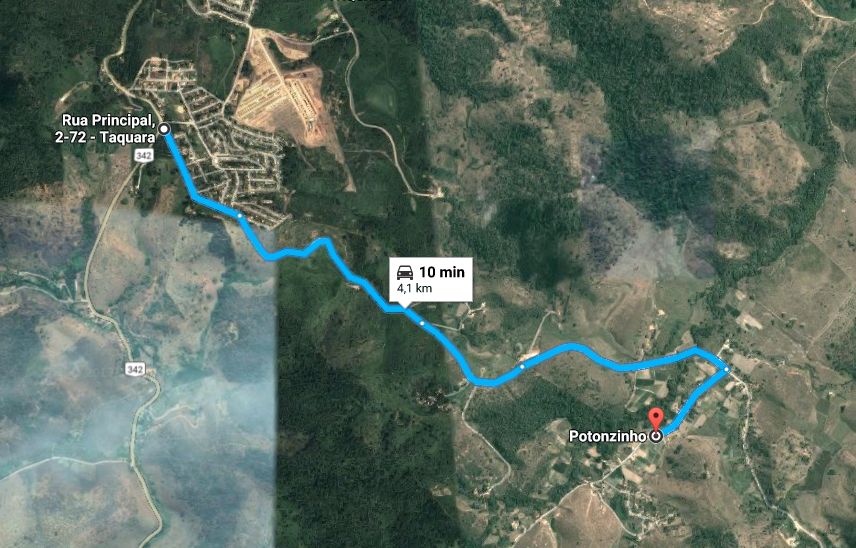 Rua Principal,
2-72 - Taquara
342
10 min
4,1 km
342
Potonzinho